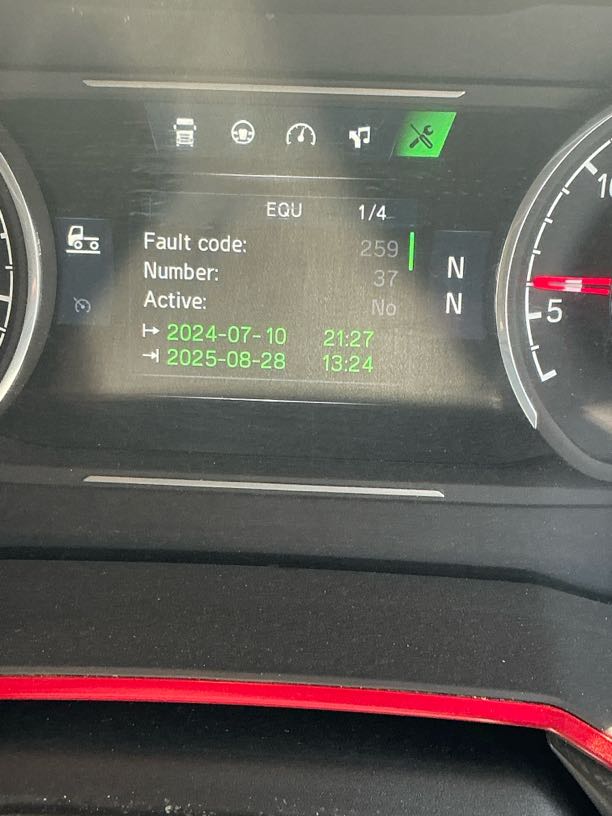 EQU 1/4
Fault code: 259
Number: 37
Active: No
2024-07-10 21:27
2025-08-28 13:24
N
N
10
5